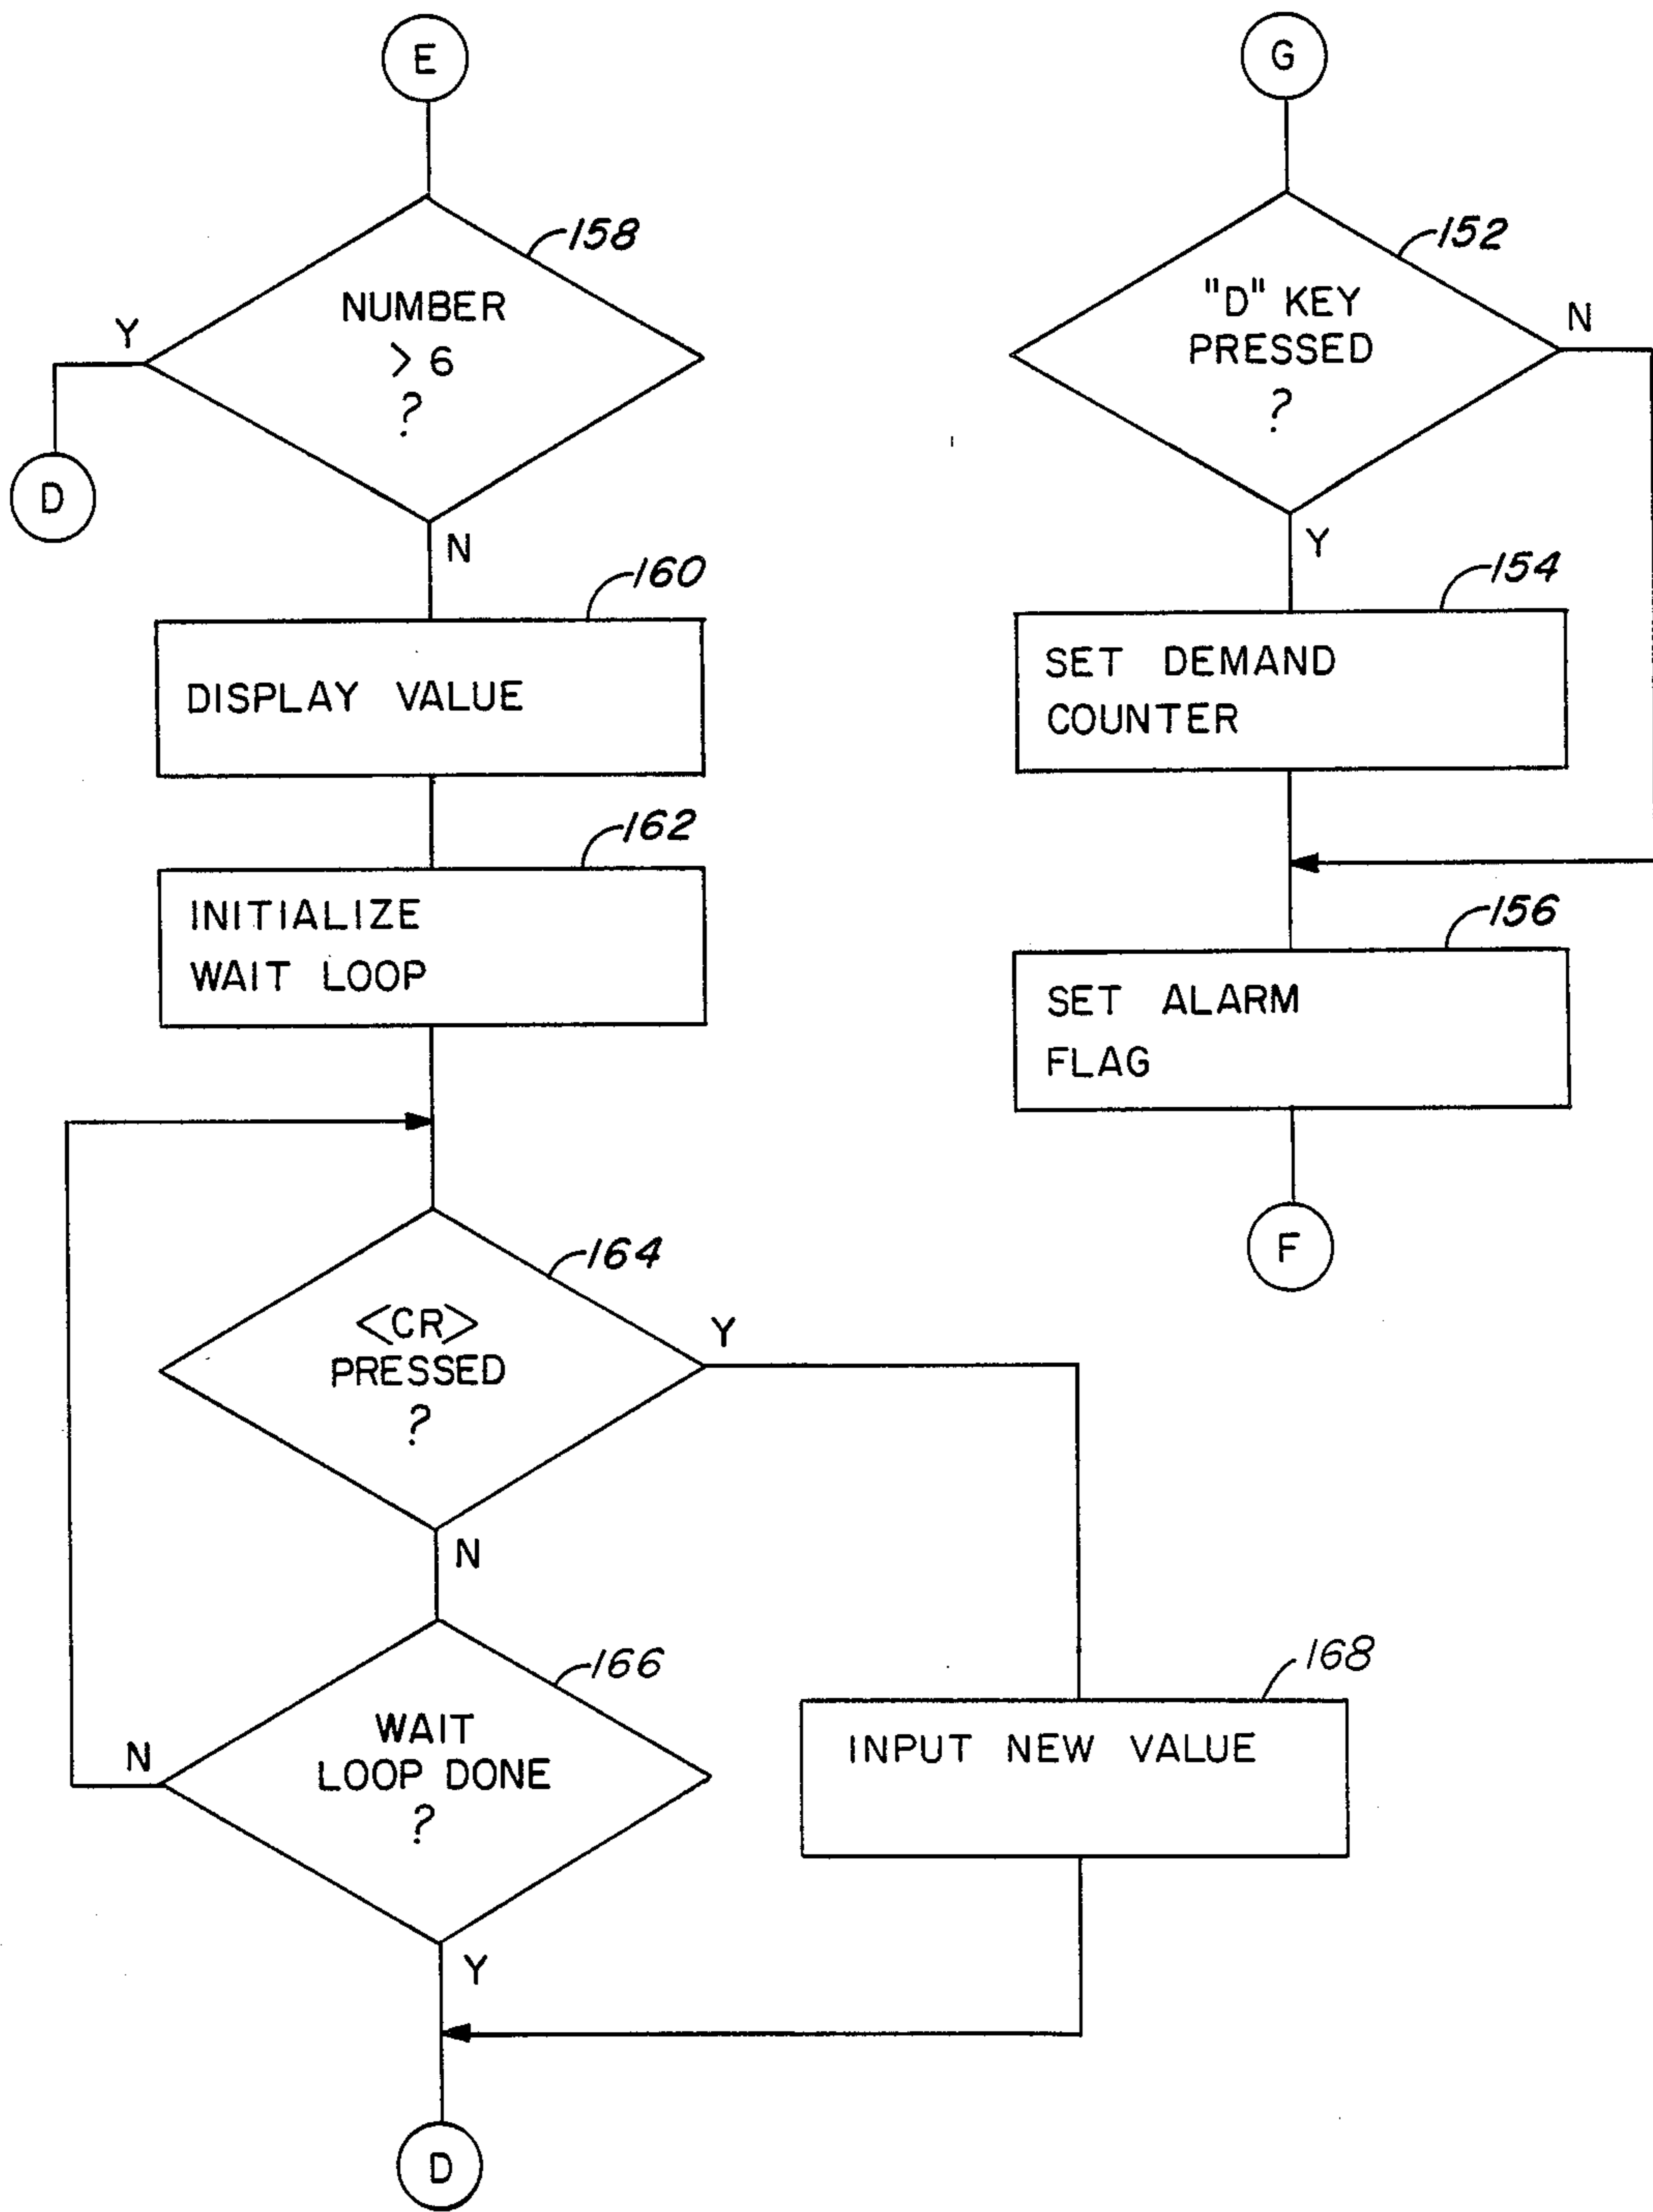 E
158
NUMBER
> 6
?
Y
D
N
160
DISPLAY VALUE
162
INITIALIZE
WAIT LOOP
164
<CR>
PRESSED
?
Y
N
166
WAIT
LOOP DONE
?
N
Y
168
INPUT NEW VALUE
D
G
152
"D" KEY
PRESSED
?
N
Y
154
SET DEMAND
COUNTER
156
SET ALARM
FLAG
F